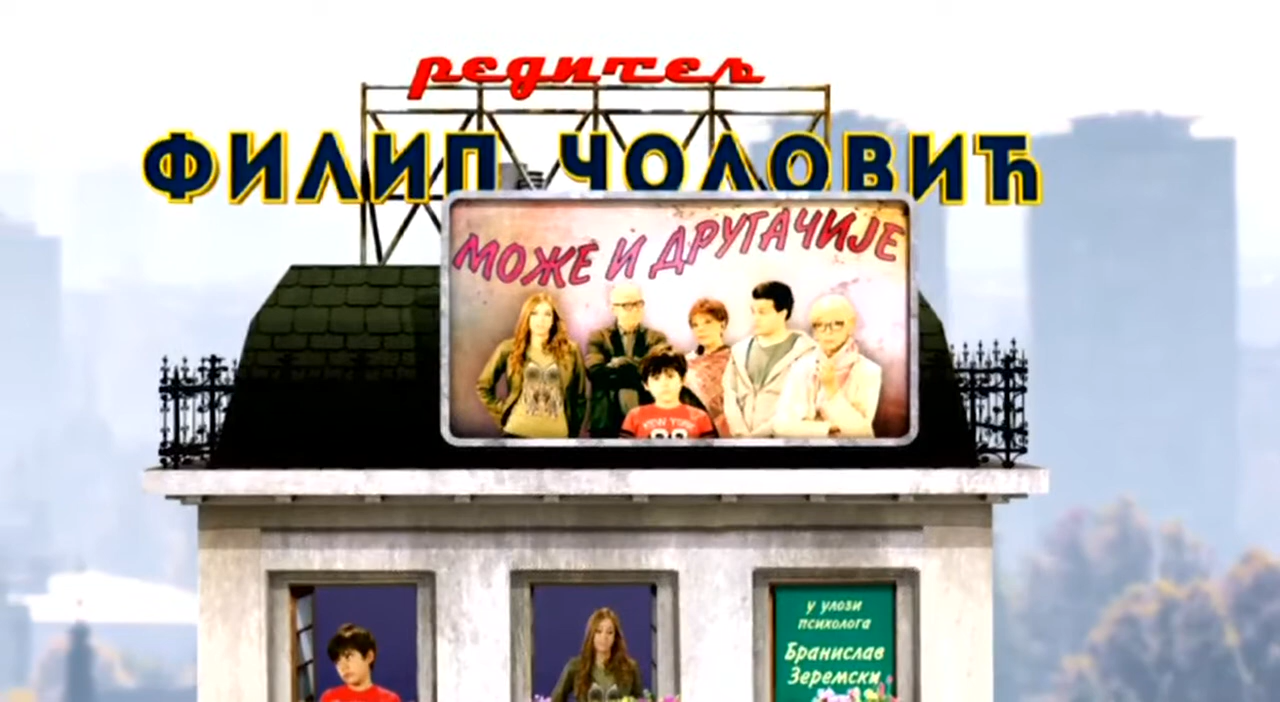 редитељ
ФИЛИП ЧОЛОВИЋ
МОЖЕ И ДРУГАЧИЈЕ
NEW YORK
у улози
психолога
Бранислав
Зеремски